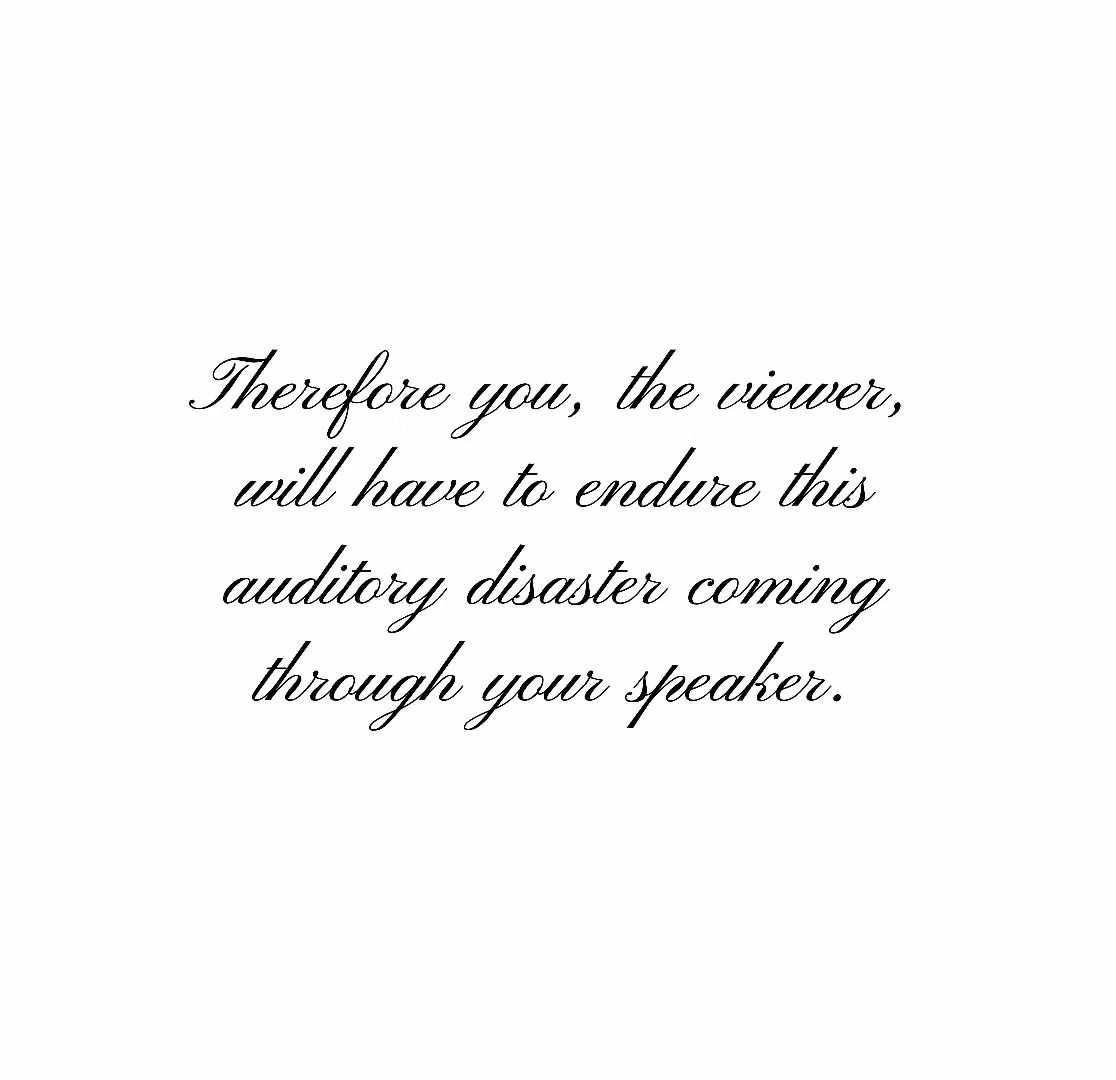 Therefore you, the viewer,
will have to endure this
auditory disaster coming
through your speaker.